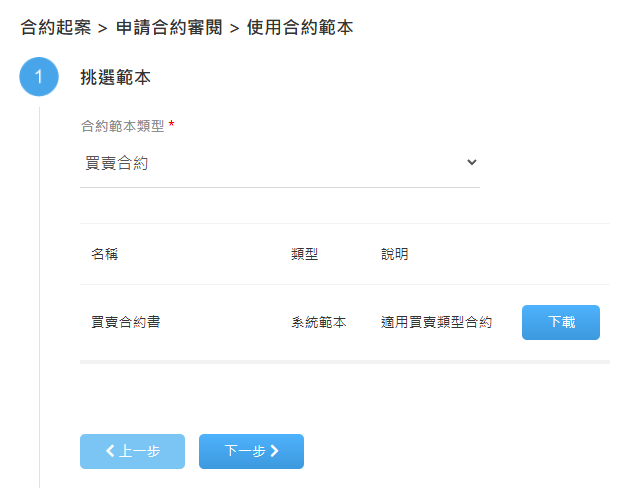 合約起案 > 申請合約審閱 > 使用合約範本
1 挑選範本
合約範本類型 *
買賣合約
名稱 類型 說明
買賣合約書 系統範本 適用買賣類型合約 下載
上一步 下一步